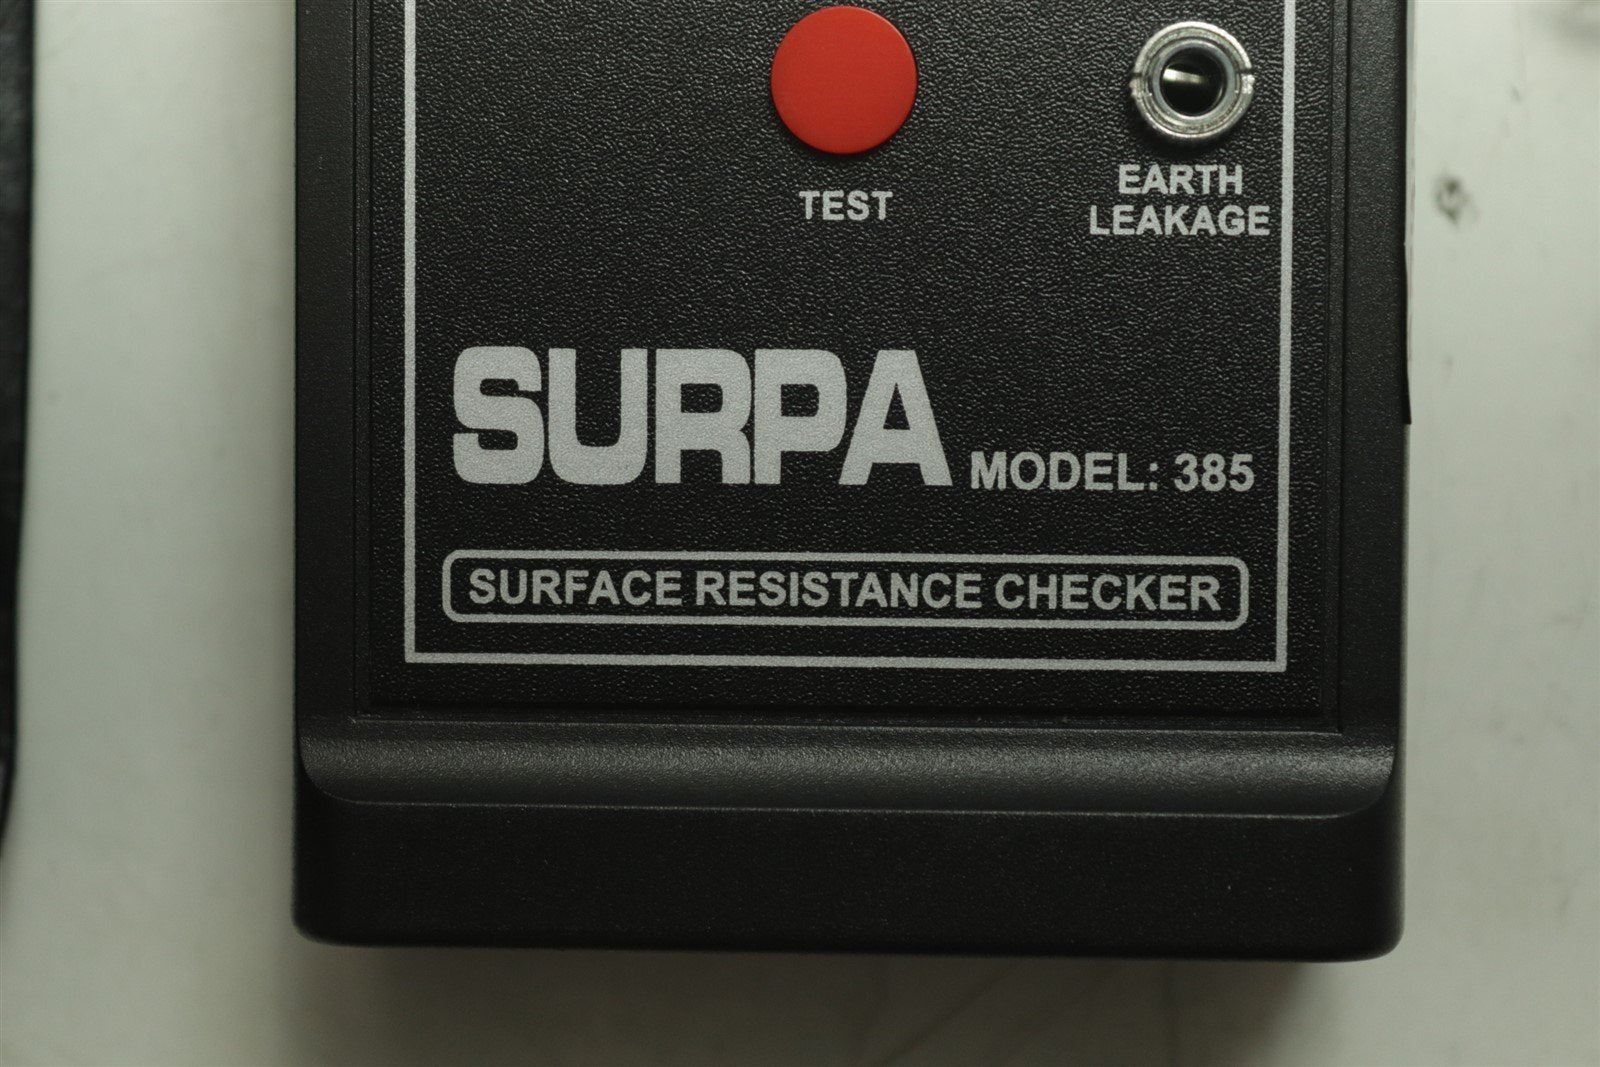 TEST
EARTH
LEAKAGE
SURPA MODEL: 385
SURFACE RESISTANCE CHECKER